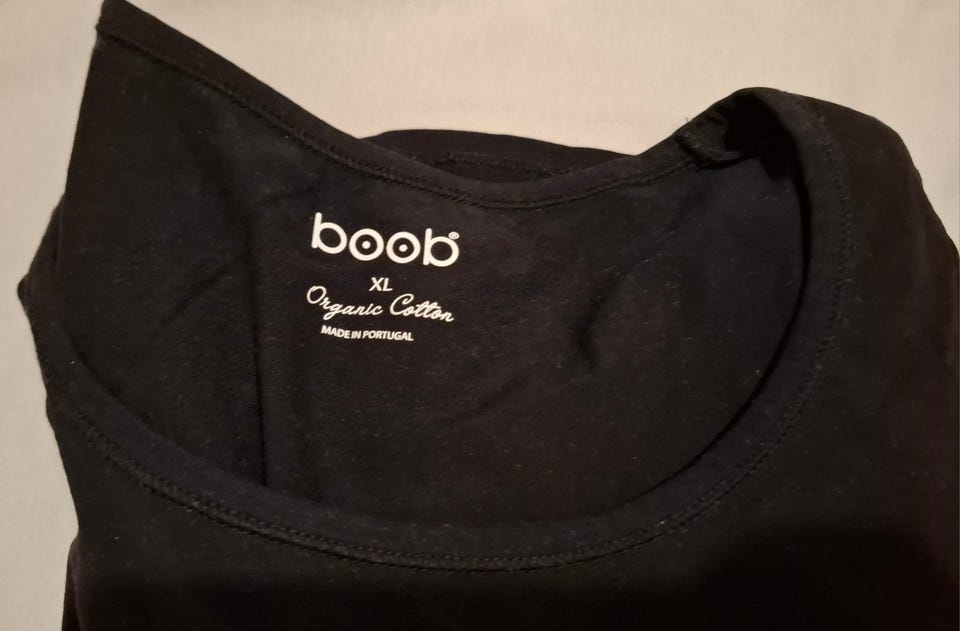 boob®
XL
Organic Cotton
MADE IN PORTUGAL